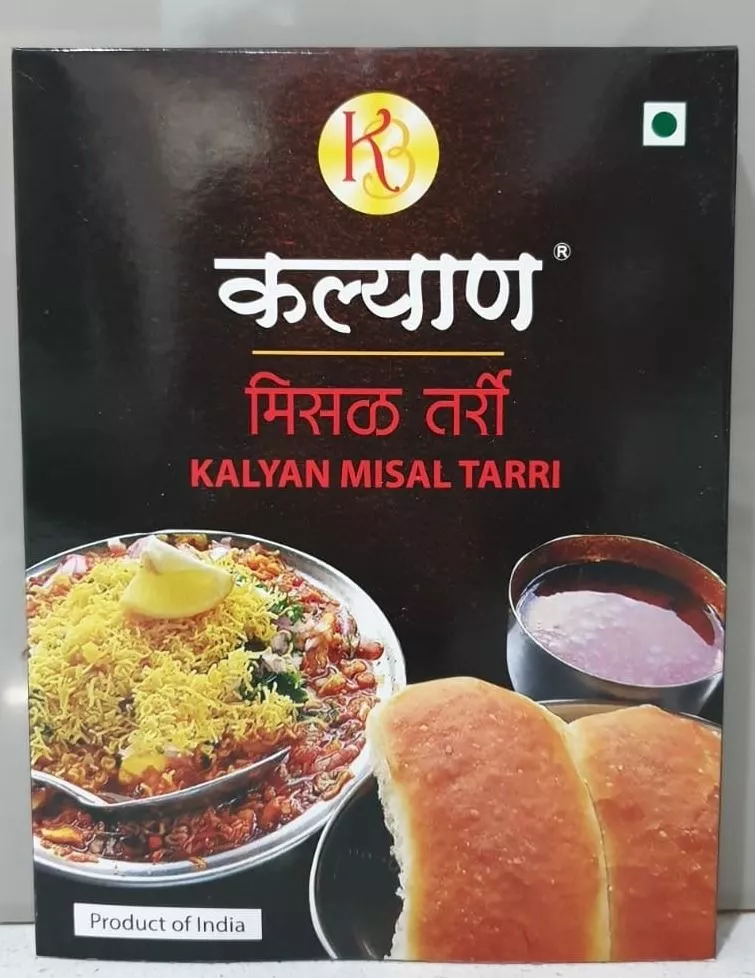 KB
कल्याण ®
मिसळ तर्री
KALYAN MISAL TARRI
Product of India